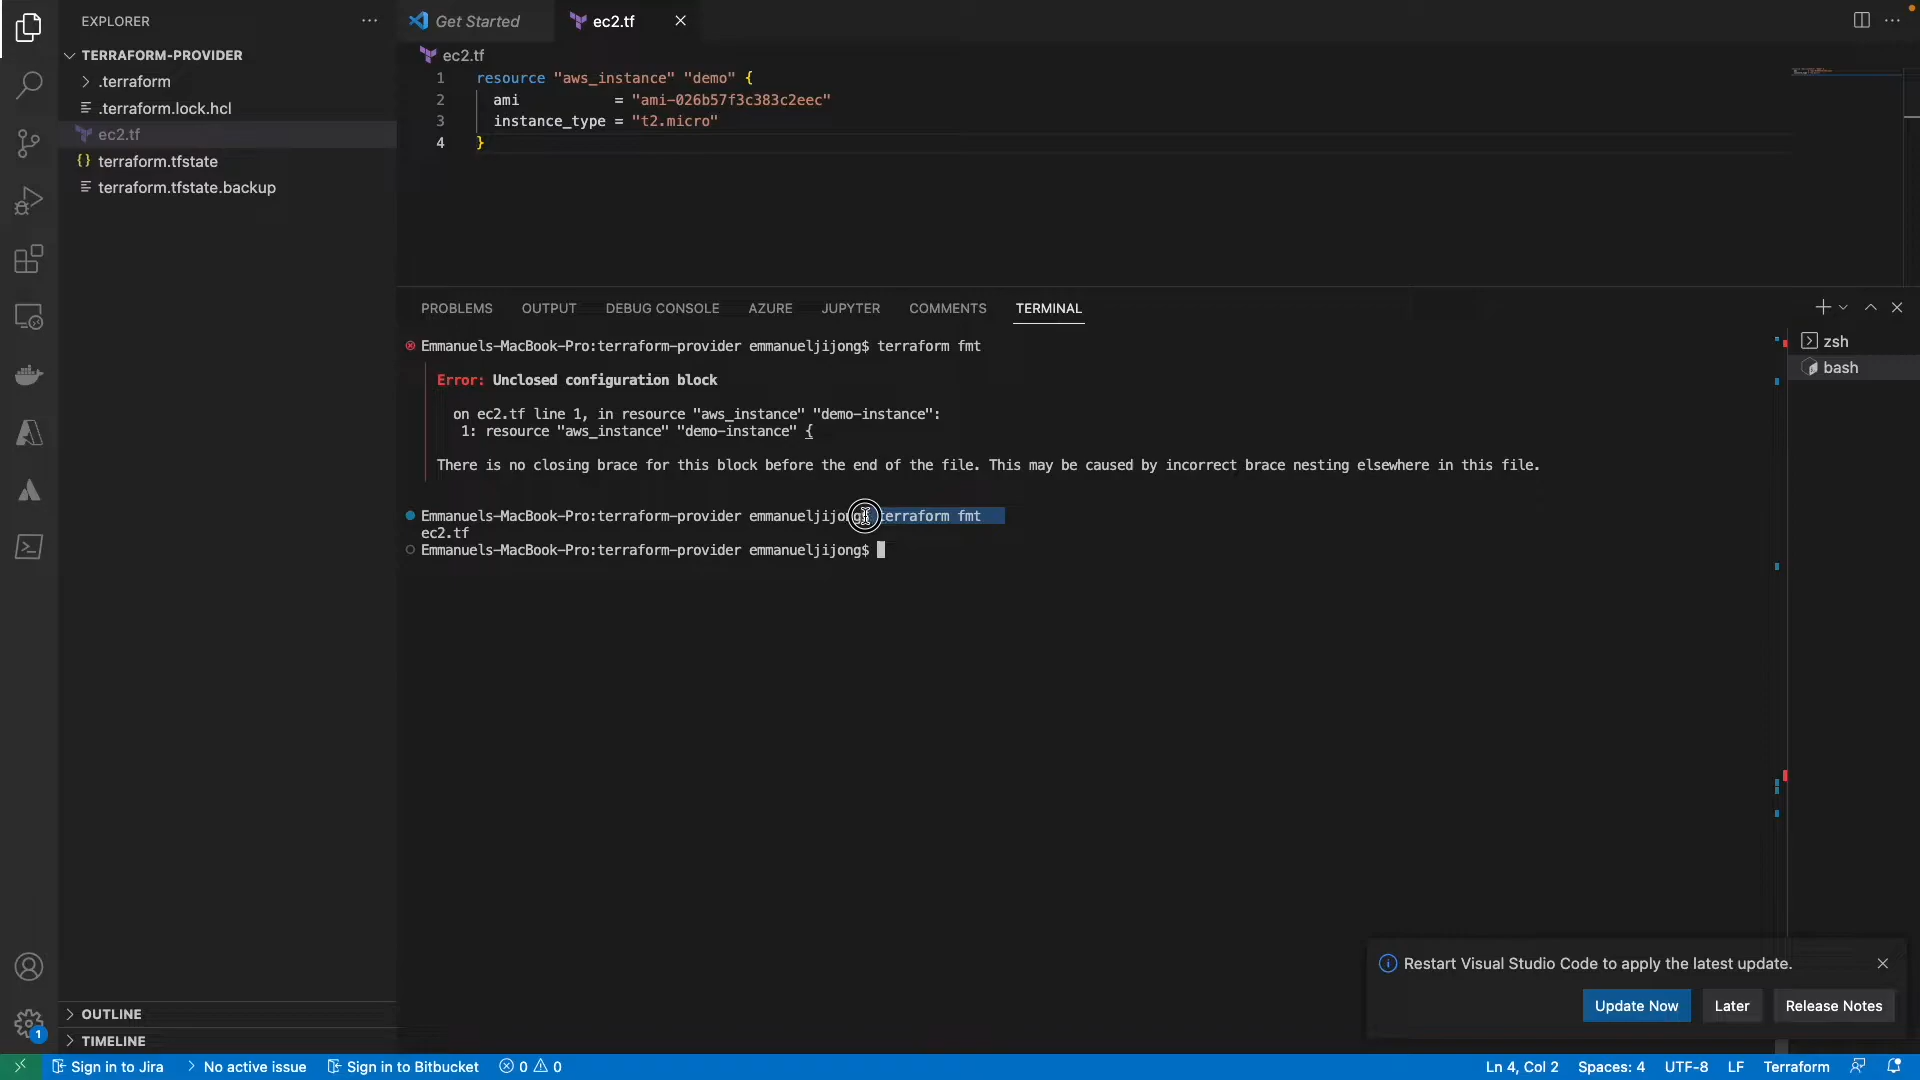 EXPLORER
TERRAFORM-PROVIDER
.terraform
.terraform.lock.hcl
ec2.tf
{} terraform.tfstate
terraform.tfstate.backup
OUTLINE
TIMELINE
Get Started
ec2.tf
ec2.tf
1 resource "aws_instance" "demo" {
2 ami           = "ami-026b57f3c383c2eec"
3 instance_type = "t2.micro"
4 }
PROBLEMS OUTPUT DEBUG CONSOLE AZURE JUPYTER COMMENTS TERMINAL
zsh
bash
Emmanuels-MacBook-Pro:terraform-provider emmanueljijong$ terraform fmt
Error: Unclosed configuration block
on ec2.tf line 1, in resource "aws_instance" "demo-instance":
1: resource "aws_instance" "demo-instance" {
There is no closing brace for this block before the end of the file. This may be caused by incorrect brace nesting elsewhere in this file.
Emmanuels-MacBook-Pro:terraform-provider emmanueljijong$ terraform fmt
ec2.tf
Emmanuels-MacBook-Pro:terraform-provider emmanueljijong$
Restart Visual Studio Code to apply the latest update.
Update Now Later Release Notes
1
Sign in to Jira No active issue Sign in to Bitbucket 0 0 Ln 4, Col 2 Spaces: 4 UTF-8 LF Terraform